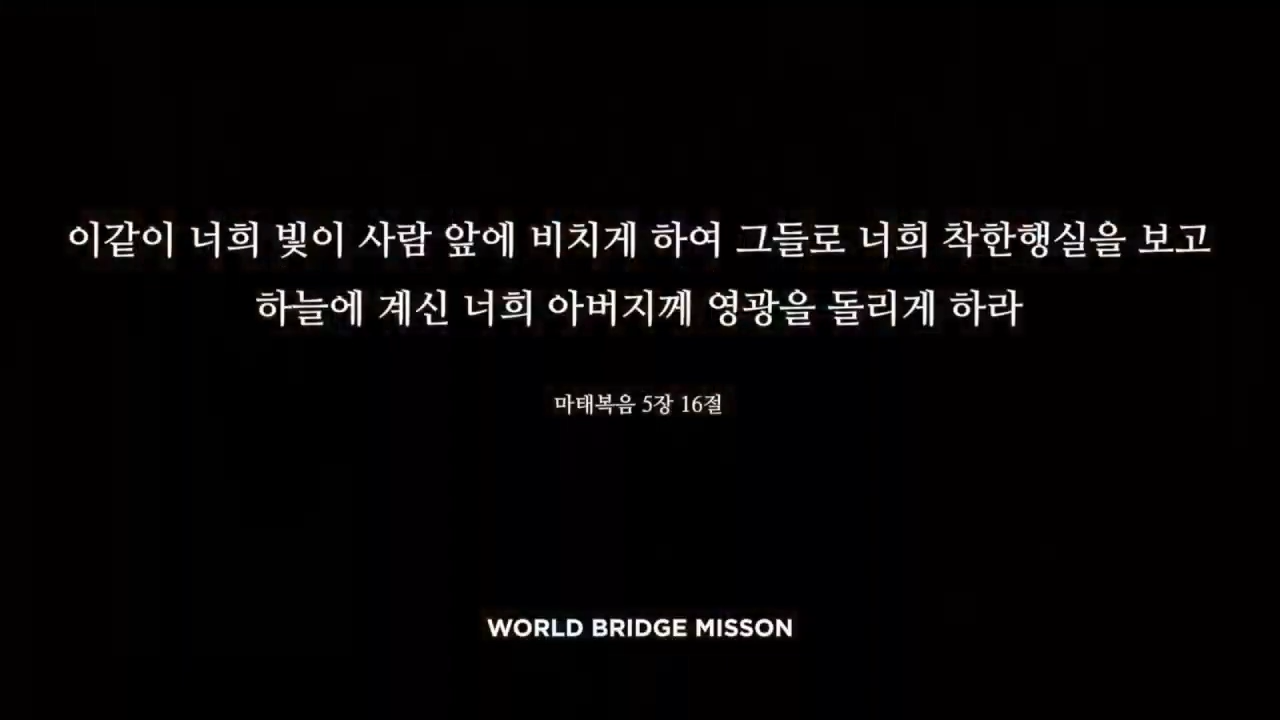 이같이 너희 빛이 사람 앞에 비치게 하여 그들로 너희 착한행실을 보고
하늘에 계신 너희 아버지께 영광을 돌리게 하라
마태복음 5장 16절
WORLD BRIDGE MISSON